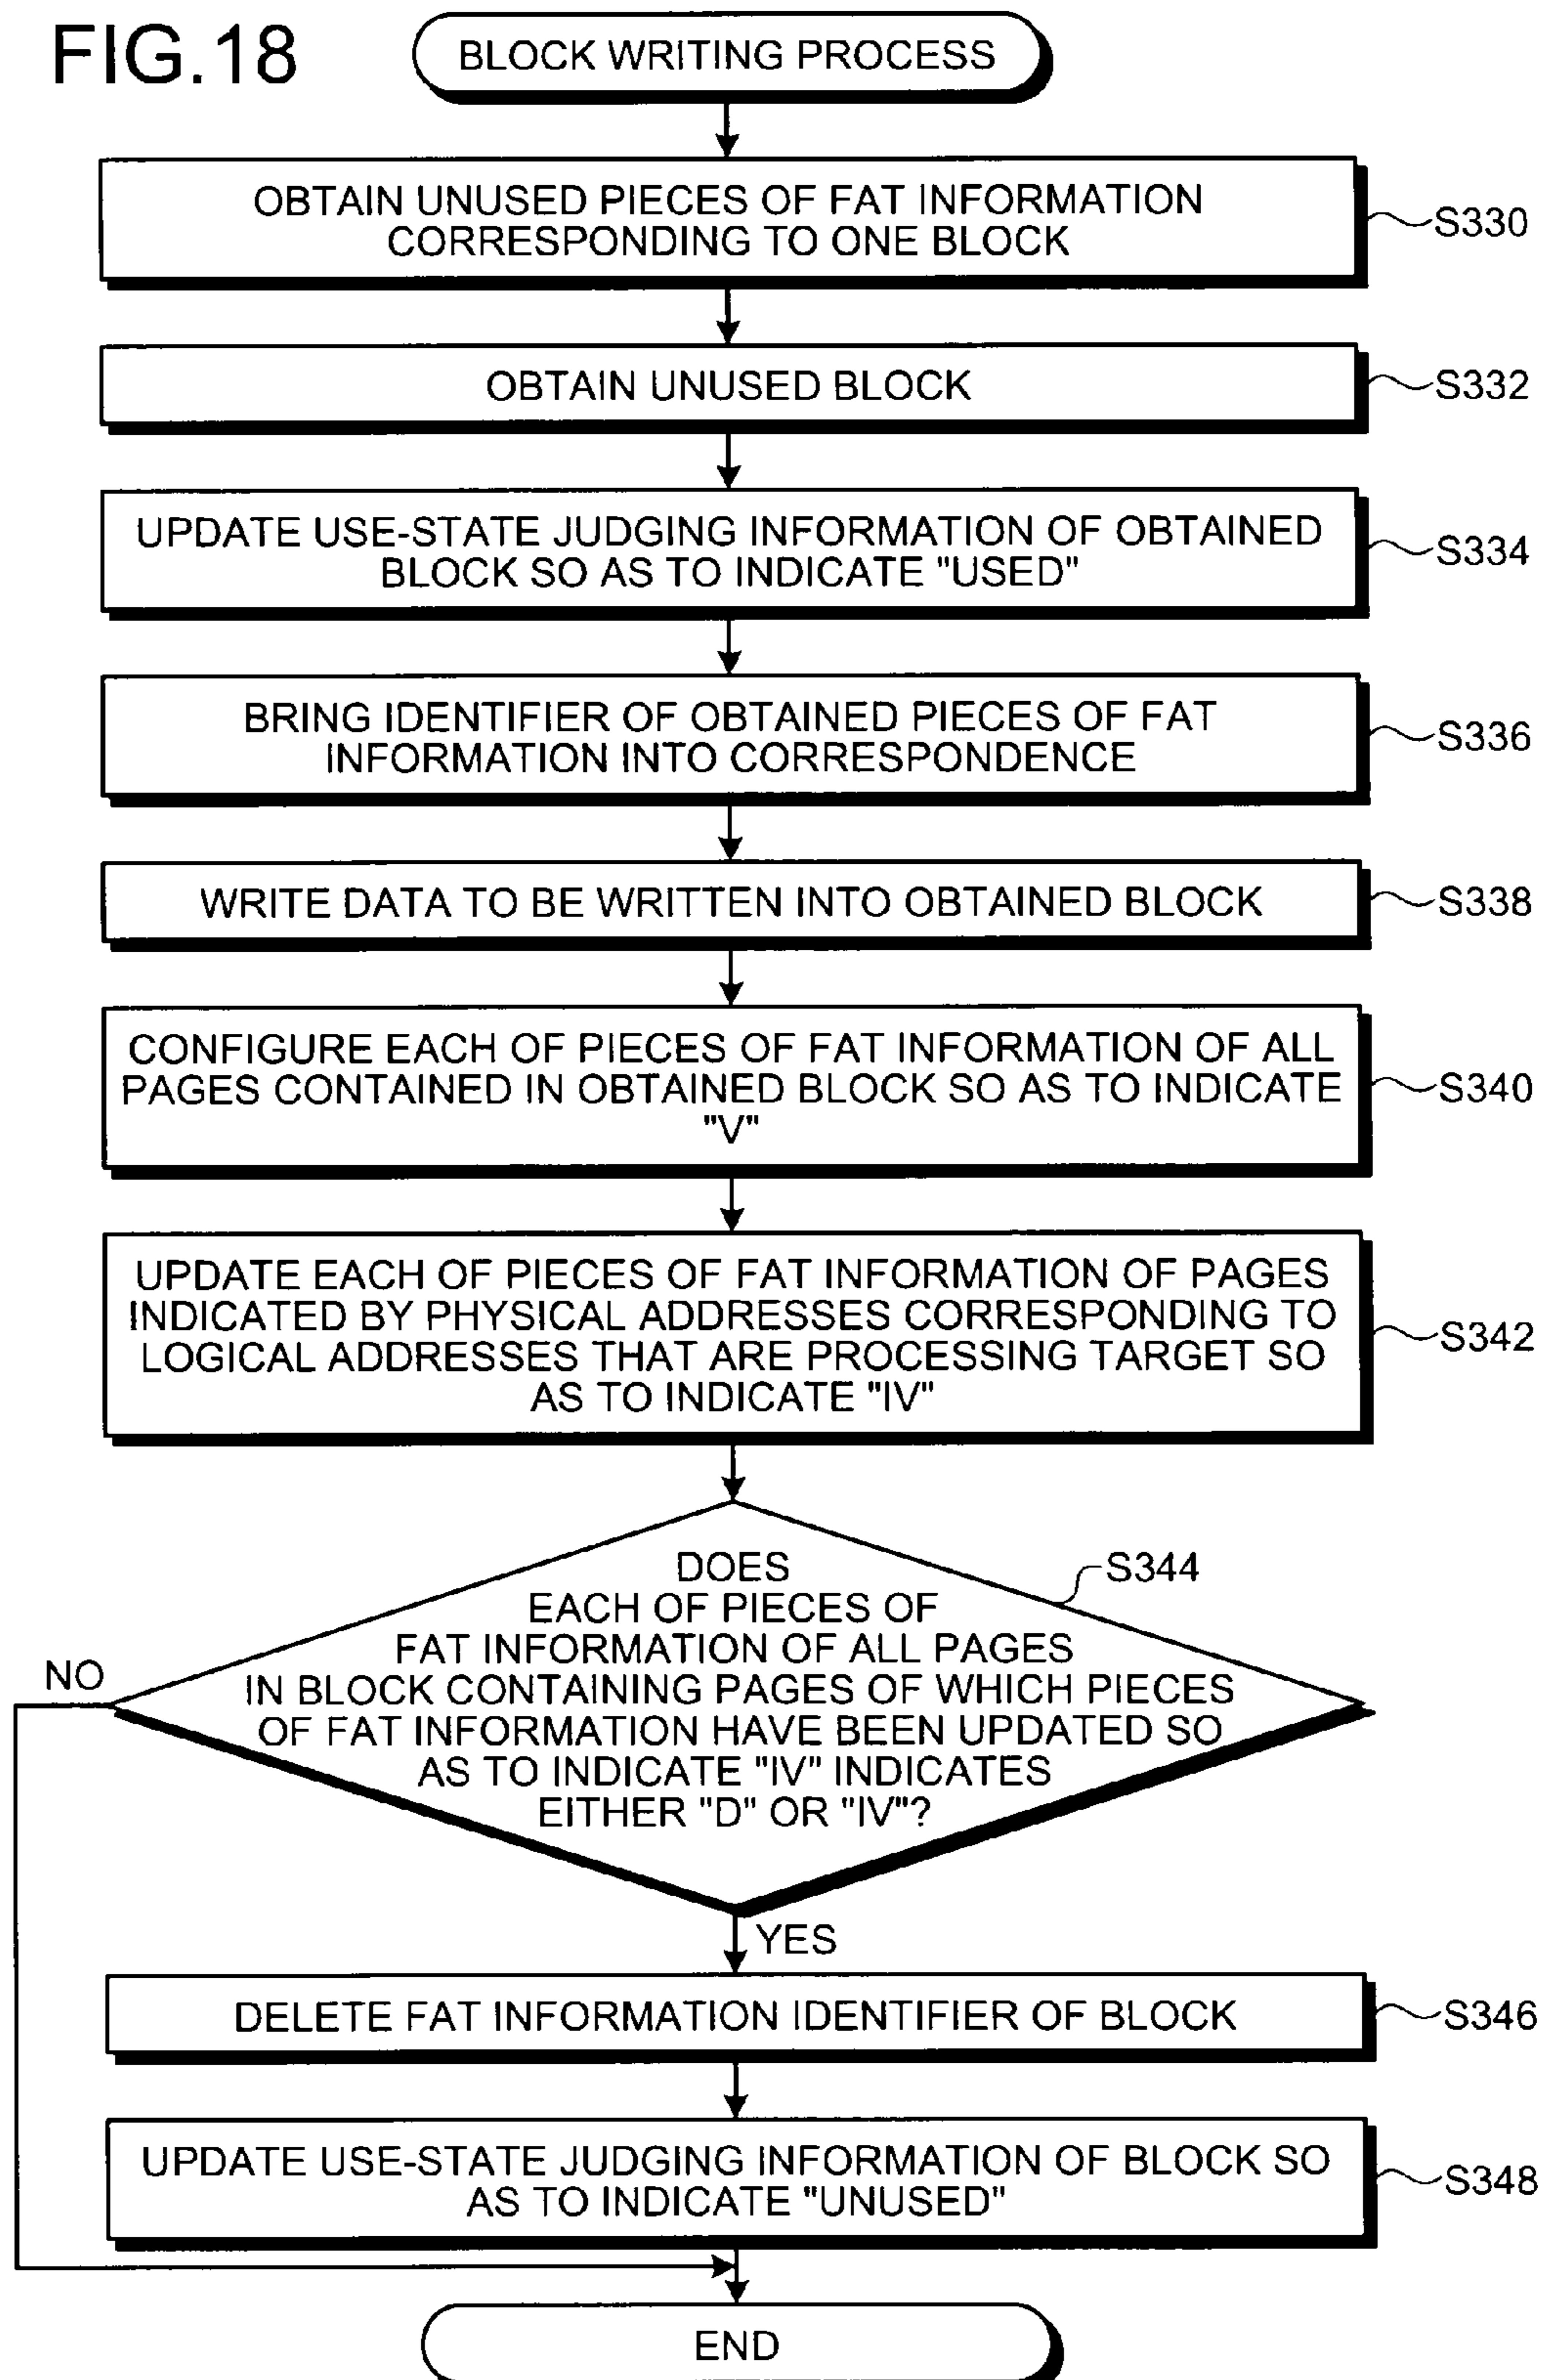 FIG.18
BLOCK WRITING PROCESS
OBTAIN UNUSED PIECES OF FAT INFORMATION
CORRESPONDING TO ONE BLOCK
S330
OBTAIN UNUSED BLOCK
S332
UPDATE USE-STATE JUDGING INFORMATION OF OBTAINED
BLOCK SO AS TO INDICATE "USED"
S334
BRING IDENTIFIER OF OBTAINED PIECES OF FAT
INFORMATION INTO CORRESPONDENCE
S336
WRITE DATA TO BE WRITTEN INTO OBTAINED BLOCK
S338
CONFIGURE EACH OF PIECES OF FAT INFORMATION OF ALL
PAGES CONTAINED IN OBTAINED BLOCK SO AS TO INDICATE
"V"
S340
UPDATE EACH OF PIECES OF FAT INFORMATION OF PAGES
INDICATED BY PHYSICAL ADDRESSES CORRESPONDING TO
LOGICAL ADDRESSES THAT ARE PROCESSING TARGET SO
AS TO INDICATE "IV"
S342
DOES
EACH OF PIECES OF
FAT INFORMATION OF ALL PAGES
IN BLOCK CONTAINING PAGES OF WHICH PIECES
OF FAT INFORMATION HAVE BEEN UPDATED SO
AS TO INDICATE "IV" INDICATES
EITHER "D" OR "IV"?
S344
NO
YES
DELETE FAT INFORMATION IDENTIFIER OF BLOCK
S346
UPDATE USE-STATE JUDGING INFORMATION OF BLOCK SO
AS TO INDICATE "UNUSED"
S348
END